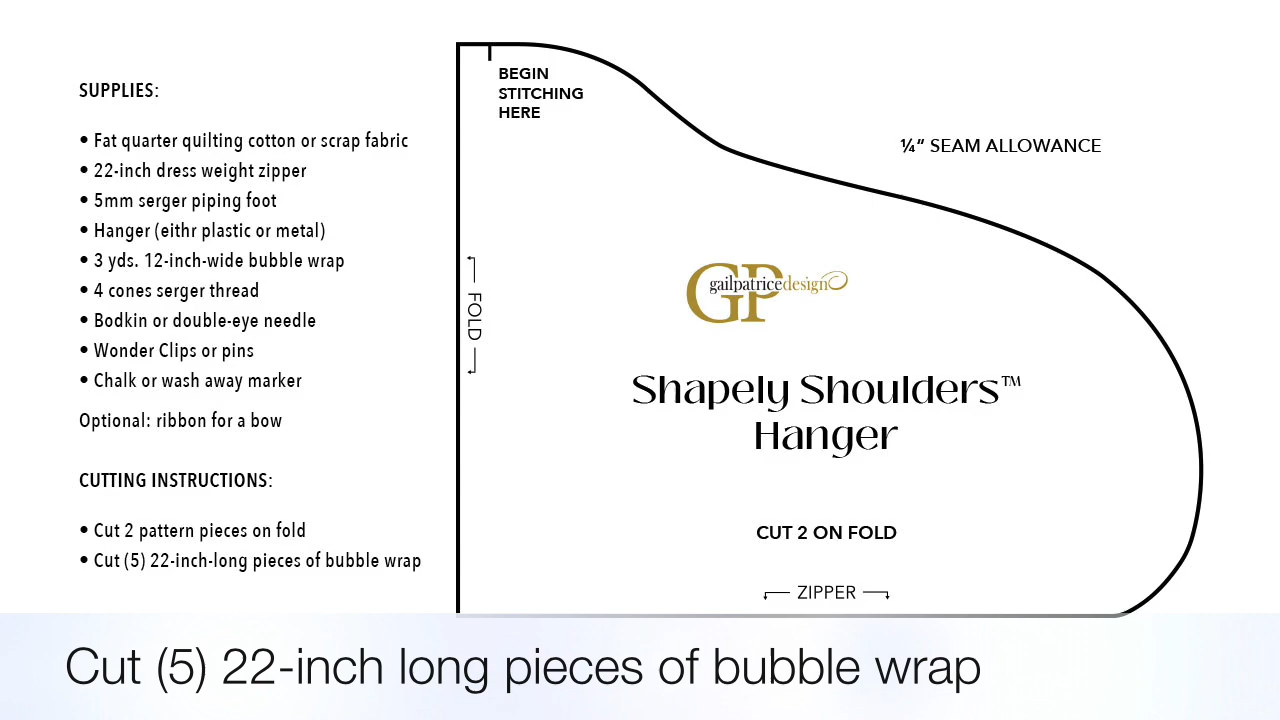 SUPPLIES:
• Fat quarter quilting cotton or scrap fabric
• 22-inch dress weight zipper
• 5mm serger piping foot
• Hanger (eithr plastic or metal)
• 3 yds. 12-inch-wide bubble wrap
• 4 cones serger thread
• Bodkin or double-eye needle
• Wonder Clips or pins
• Chalk or wash away marker
Optional: ribbon for a bow
CUTTING INSTRUCTIONS:
• Cut 2 pattern pieces on fold
• Cut (5) 22-inch-long pieces of bubble wrap
BEGIN
STITCHING
HERE
¼" SEAM ALLOWANCE
FOLD
GP
gailpatricedesign
Shapely Shoulders™
Hanger
CUT 2 ON FOLD
ZIPPER
Cut (5) 22-inch long pieces of bubble wrap